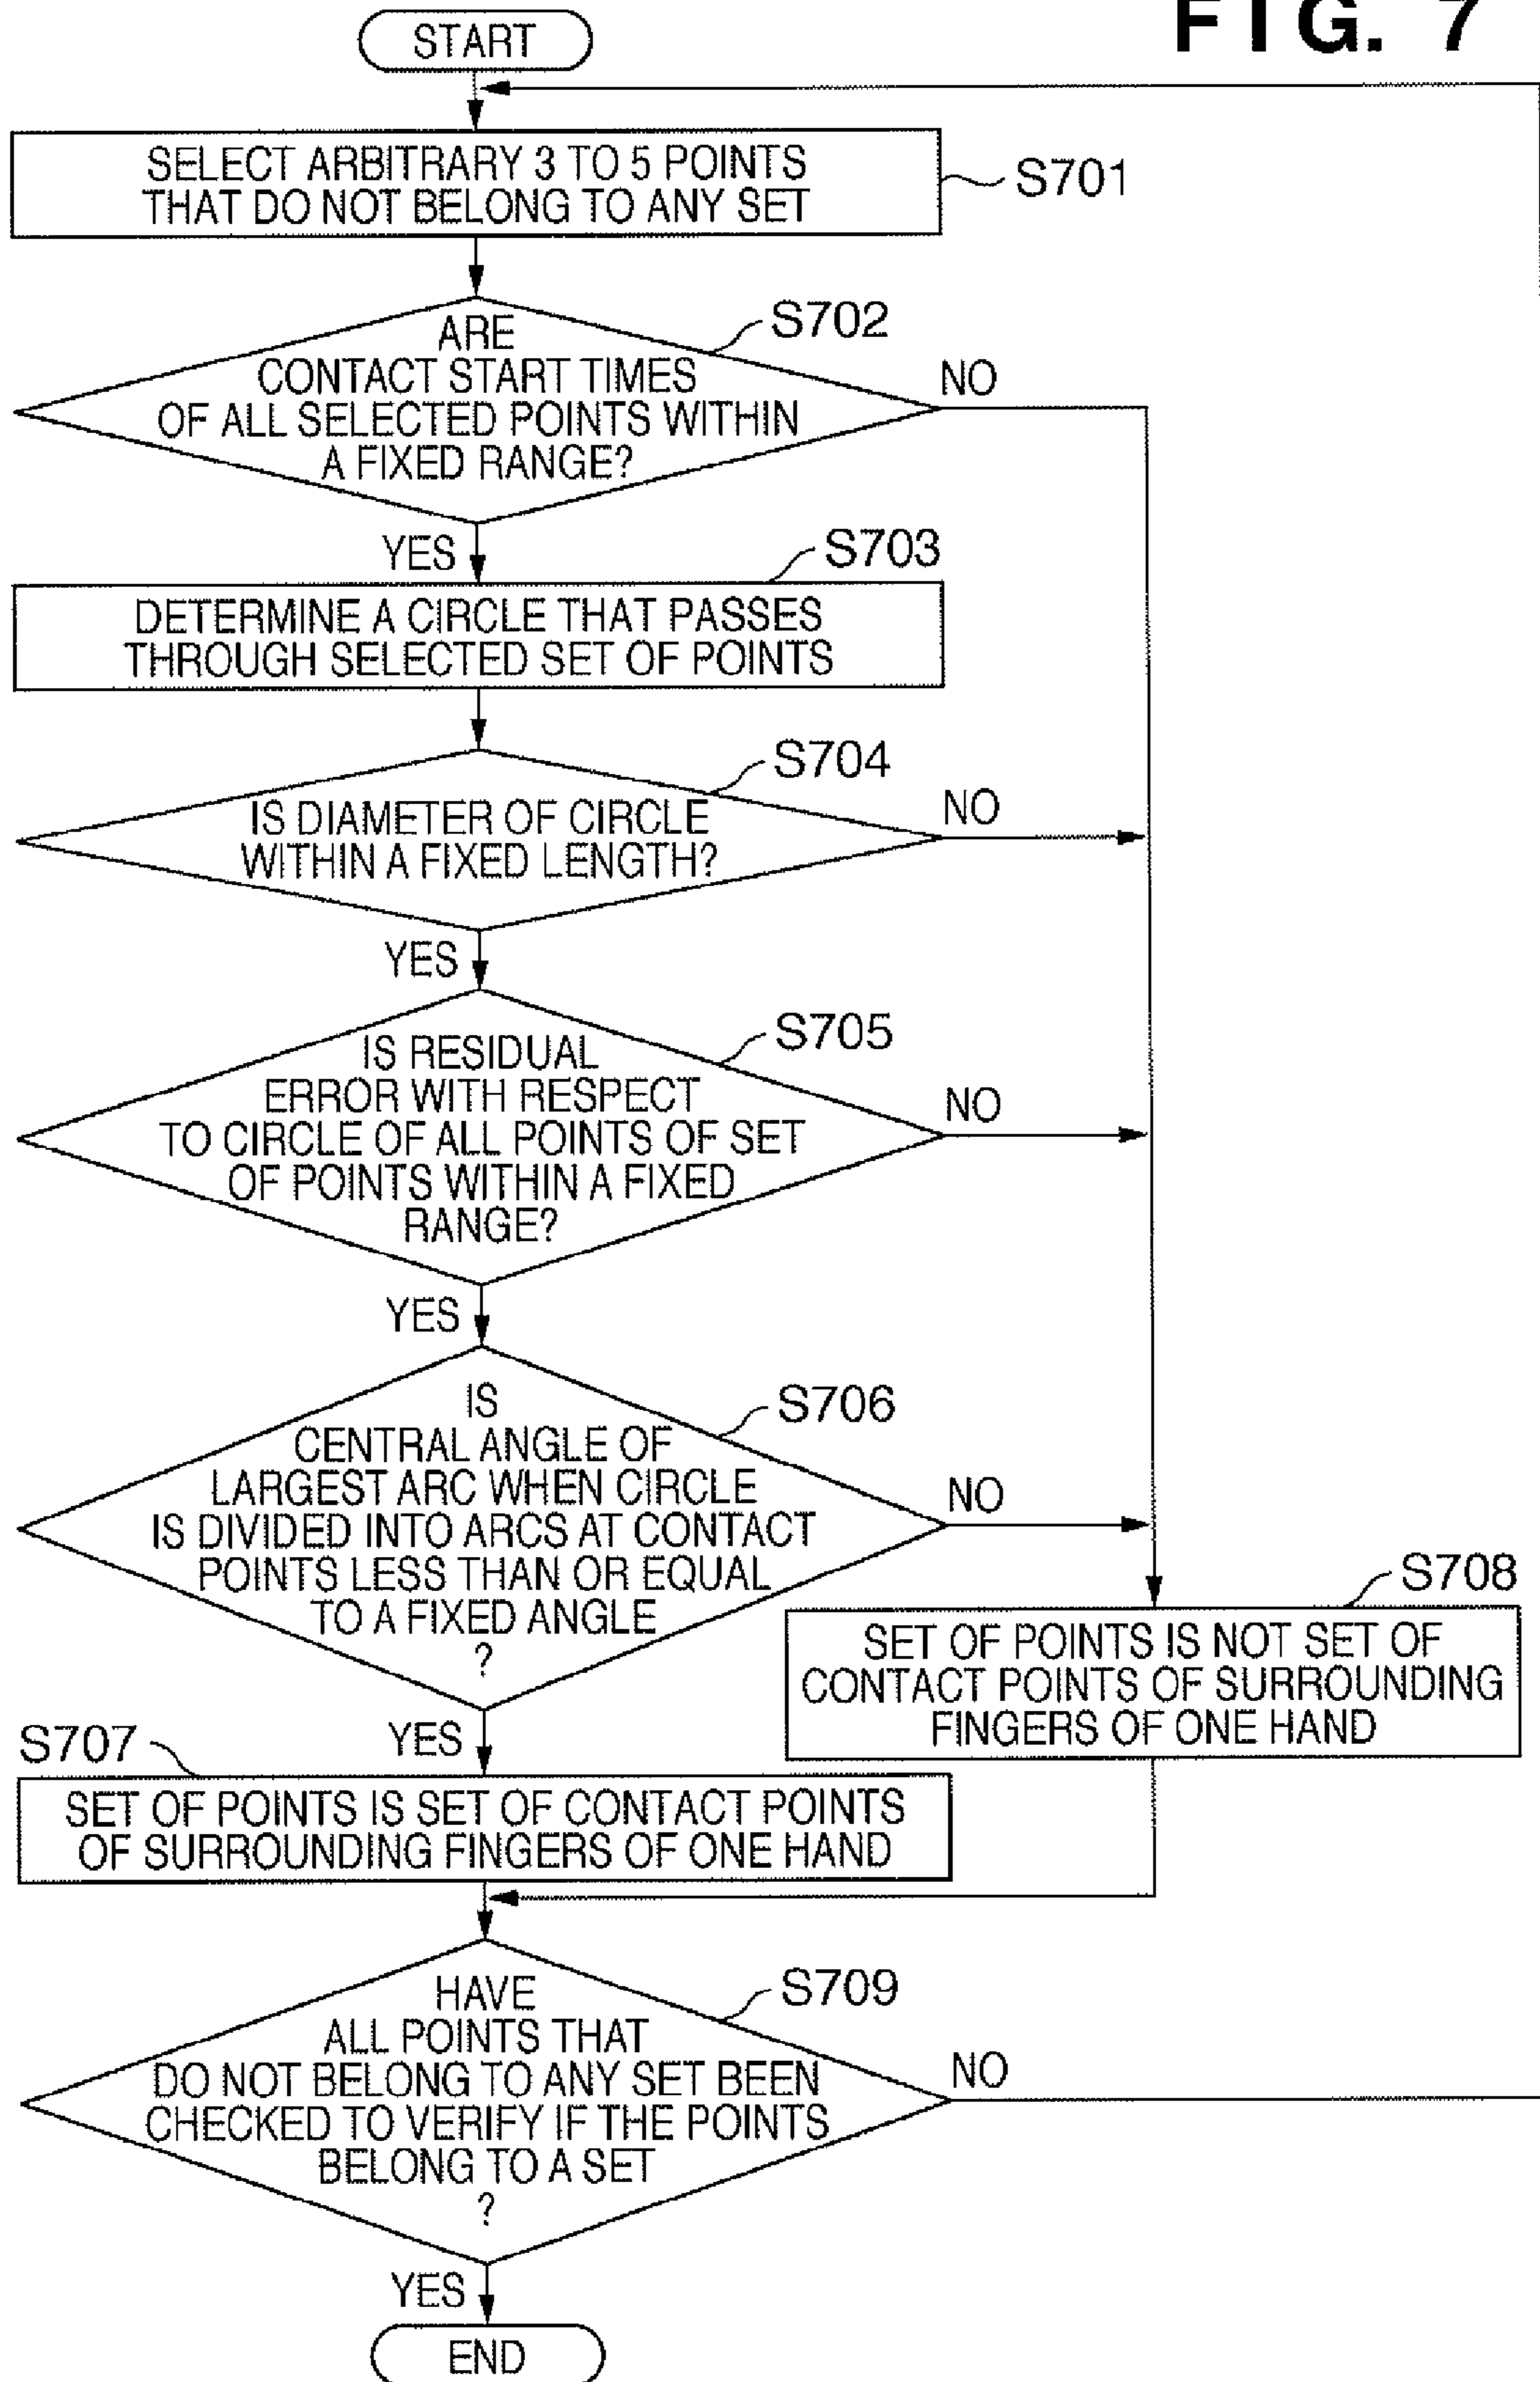 FIG. 7
START
SELECT ARBITRARY 3 TO 5 POINTS
THAT DO NOT BELONG TO ANY SET
S701
S702
ARE
CONTACT START TIMES
OF ALL SELECTED POINTS WITHIN
A FIXED RANGE?
NO
YES
S703
DETERMINE A CIRCLE THAT PASSES
THROUGH SELECTED SET OF POINTS
S704
IS DIAMETER OF CIRCLE
WITHIN A FIXED LENGTH?
NO
YES
S705
IS RESIDUAL
ERROR WITH RESPECT
TO CIRCLE OF ALL POINTS OF SET
OF POINTS WITHIN A FIXED
RANGE?
NO
YES
S706
IS
CENTRAL ANGLE OF
LARGEST ARC WHEN CIRCLE
IS DIVIDED INTO ARCS AT CONTACT
POINTS LESS THAN OR EQUAL
TO A FIXED ANGLE
?
NO
YES
S708
SET OF POINTS IS NOT SET OF
CONTACT POINTS OF SURROUNDING
FINGERS OF ONE HAND
S707
SET OF POINTS IS SET OF CONTACT POINTS
OF SURROUNDING FINGERS OF ONE HAND
S709
HAVE
ALL POINTS THAT
DO NOT BELONG TO ANY SET BEEN
CHECKED TO VERIFY IF THE POINTS
BELONG TO A SET
?
NO
YES
END